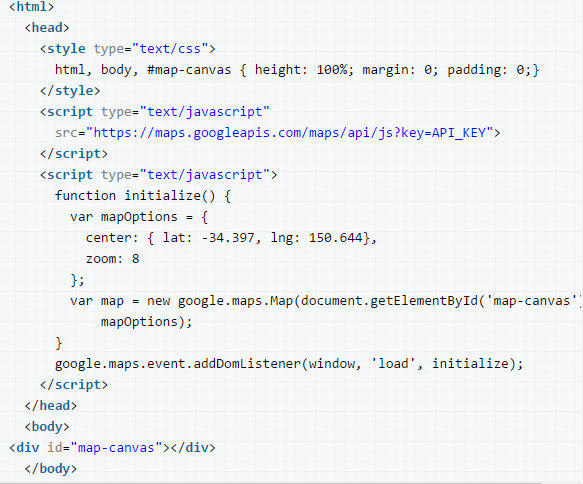 <html>
<head>
<style type="text/css">
html, body, #map-canvas { height: 100%; margin: 0; padding: 0;}
</style>
<script type="text/javascript"
src="https://maps.googleapis.com/maps/api/js?key=API_KEY">
</script>
<script type="text/javascript">
function initialize() {
var mapOptions = {
center: { lat: -34.397, lng: 150.644},
zoom: 8
};
var map = new google.maps.Map(document.getElementById('map-canvas')
mapOptions);
}
google.maps.event.addDomListener(window, 'load', initialize);
</script>
</head>
<body>
<div id="map-canvas"></div>
</body>